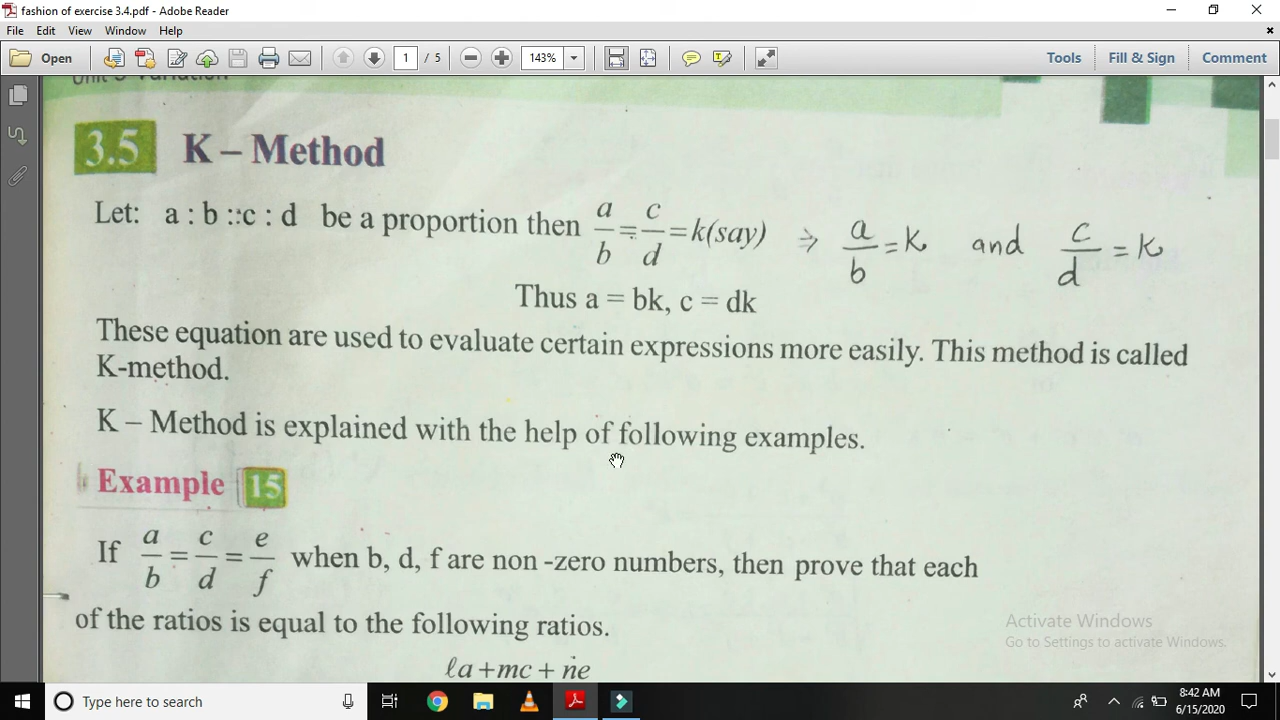 fashion of exercise 3.4.pdf - Adobe Reader
File Edit View Window Help
Open 1 / 5 143% Tools Fill & Sign Comment
Unit 3 Variation
3.5 K – Method
Let: a : b :: c : d be a proportion then a/b = c/d = k(say) ⇒ a/b = K and c/d = K
Thus a = bk, c = dk
These equation are used to evaluate certain expressions more easily. This method is called
K-method.
K – Method is explained with the help of following examples.
Example 15
If a/b = c/d = e/f when b, d, f are non -zero numbers, then prove that each
of the ratios is equal to the following ratios.
ℓa+mc+ne
Activate Windows
Go to Settings to activate Windows.
Type here to search
8:42 AM
6/15/2020